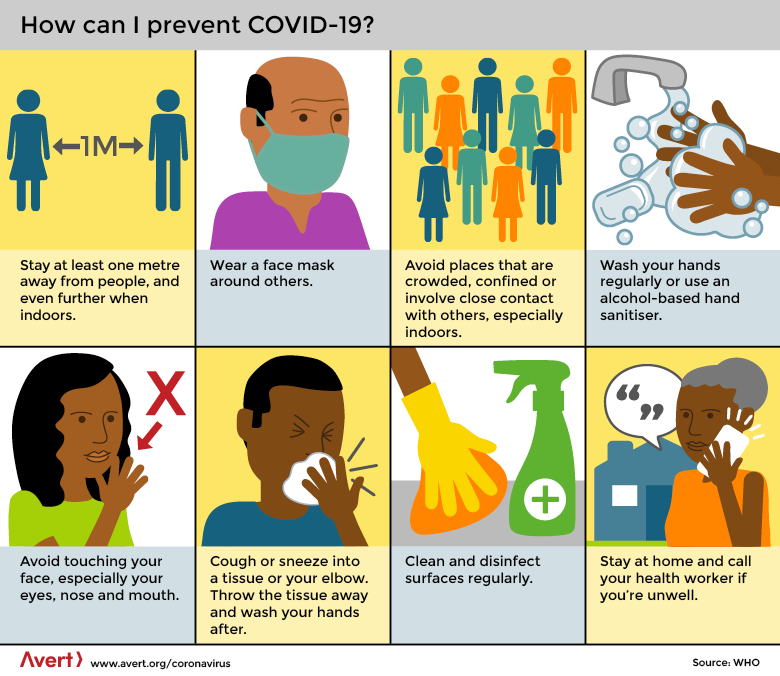 How can I prevent COVID-19?
1M
Stay at least one metre
away from people, and
even further when
indoors.
Wear a face mask
around others.
Avoid places that are
crowded, confined or
involve close contact
with others, especially
indoors.
Wash your hands
regularly or use an
alcohol-based hand
sanitiser.
X
“ ”
Avoid touching your
face, especially your
eyes, nose and mouth.
Cough or sneeze into
a tissue or your elbow.
Throw the tissue away
and wash your hands
after.
Clean and disinfect
surfaces regularly.
Stay at home and call
your health worker if
you’re unwell.
Avert www.avert.org/coronavirus
Source: WHO